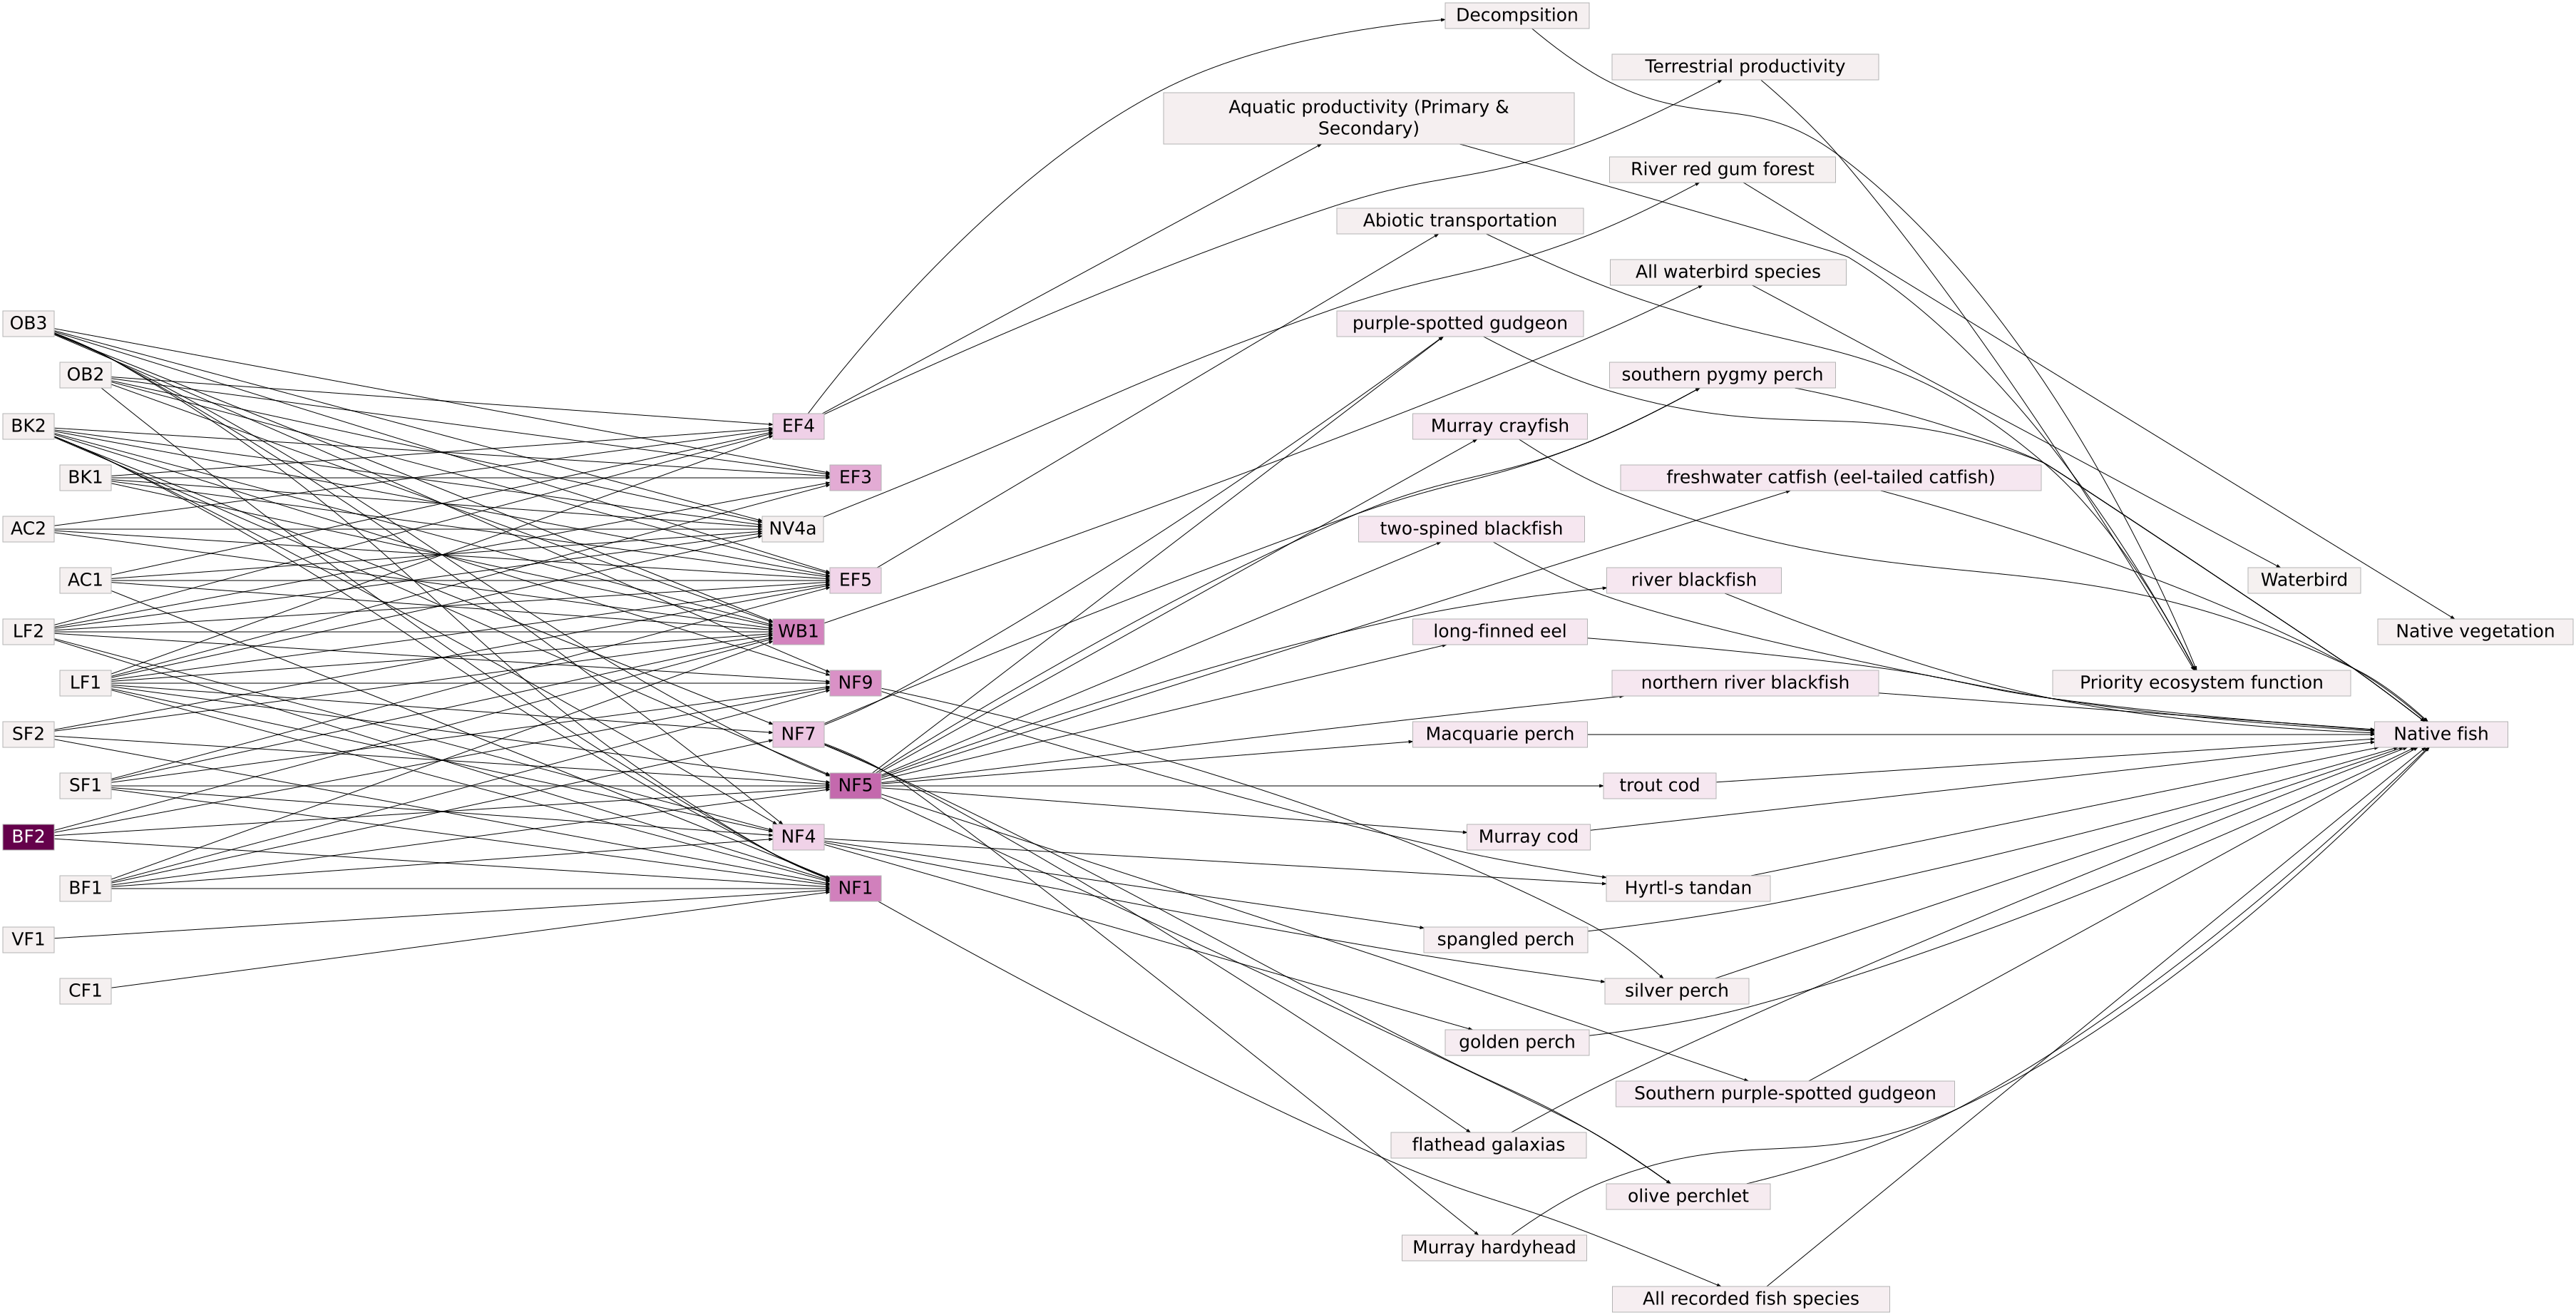 Decompsition
Terrestrial productivity
Aquatic productivity (Primary &
Secondary)
River red gum forest
Abiotic transportation
All waterbird species
OB3
purple-spotted gudgeon
OB2
southern pygmy perch
BK2
EF4
Murray crayfish
BK1
EF3
freshwater catfish (eel-tailed catfish)
AC2
NV4a
two-spined blackfish
AC1
EF5
river blackfish
Waterbird
LF2
WB1
long-finned eel
Native vegetation
LF1
NF9
northern river blackfish
Priority ecosystem function
SF2
NF7
Macquarie perch
Native fish
SF1
NF5
trout cod
BF2
NF4
Murray cod
BF1
NF1
Hyrtl-s tandan
VF1
spangled perch
CF1
silver perch
golden perch
Southern purple-spotted gudgeon
flathead galaxias
olive perchlet
Murray hardyhead
All recorded fish species